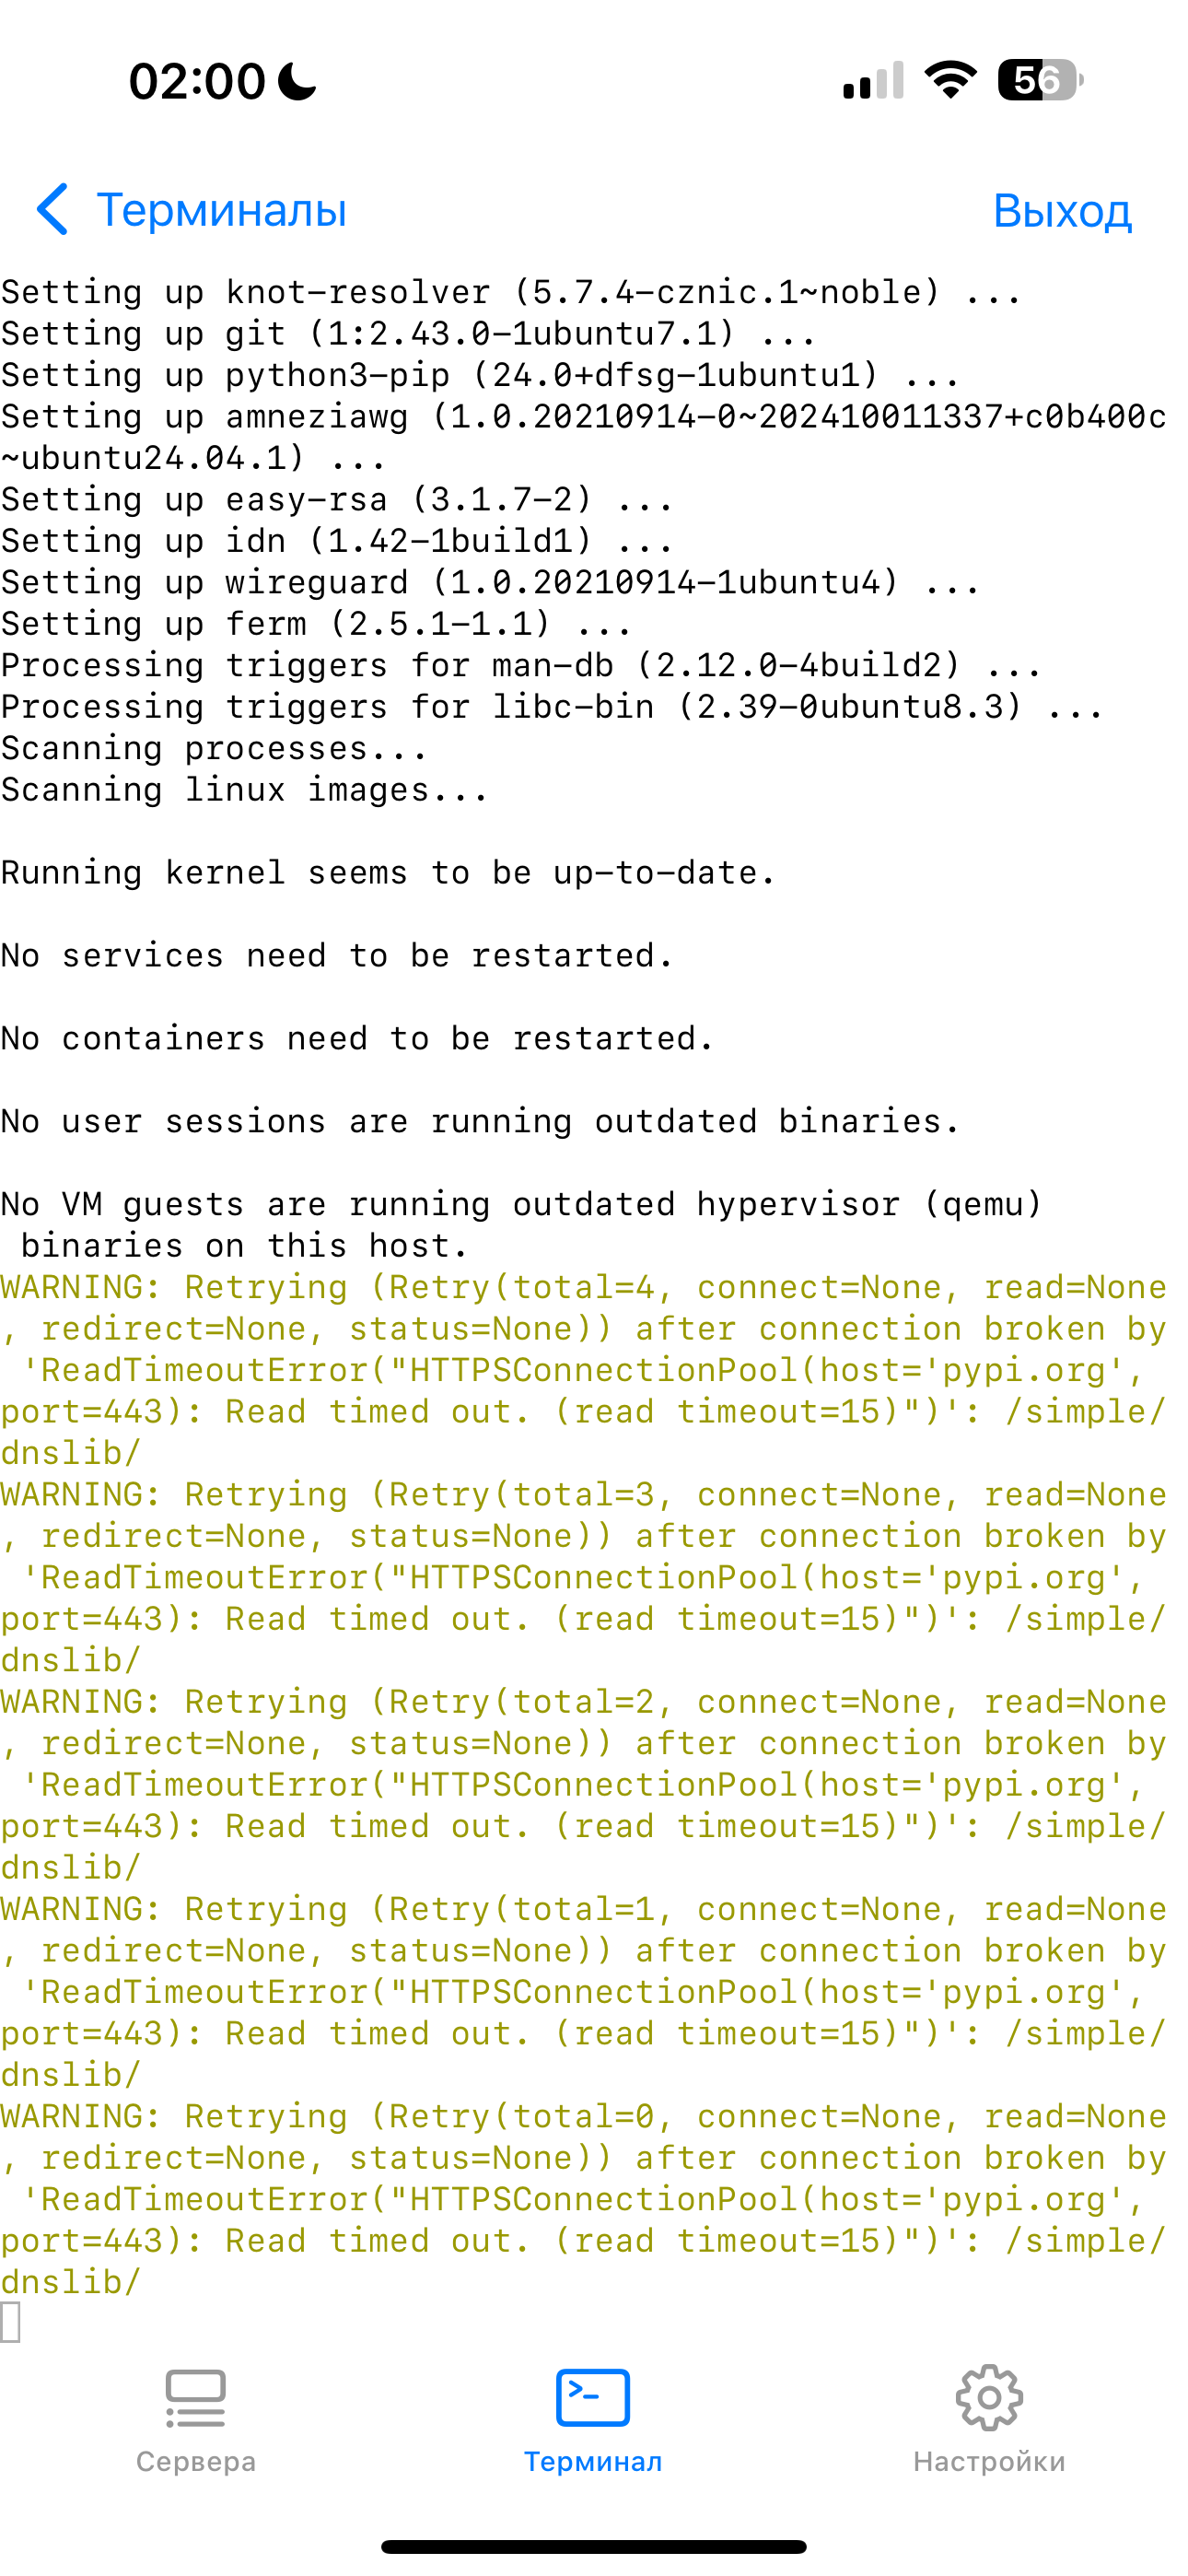 02:00
56
Терминалы
Выход
Setting up knot-resolver (5.7.4-cznic.1~noble) ...
Setting up git (1:2.43.0-1ubuntu7.1) ...
Setting up python3-pip (24.0+dfsg-1ubuntu1) ...
Setting up amneziawg (1.0.20210914-0~202410011337+c0b400c
~ubuntu24.04.1) ...
Setting up easy-rsa (3.1.7-2) ...
Setting up idn (1.42-1build1) ...
Setting up wireguard (1.0.20210914-1ubuntu4) ...
Setting up ferm (2.5.1-1.1) ...
Processing triggers for man-db (2.12.0-4build2) ...
Processing triggers for libc-bin (2.39-0ubuntu8.3) ...
Scanning processes...
Scanning linux images...
Running kernel seems to be up-to-date.
No services need to be restarted.
No containers need to be restarted.
No user sessions are running outdated binaries.
No VM guests are running outdated hypervisor (qemu)
binaries on this host.
WARNING: Retrying (Retry(total=4, connect=None, read=None
, redirect=None, status=None)) after connection broken by
'ReadTimeoutError("HTTPSConnectionPool(host='pypi.org',
port=443): Read timed out. (read timeout=15)")': /simple/
dnslib/
WARNING: Retrying (Retry(total=3, connect=None, read=None
, redirect=None, status=None)) after connection broken by
'ReadTimeoutError("HTTPSConnectionPool(host='pypi.org',
port=443): Read timed out. (read timeout=15)")': /simple/
dnslib/
WARNING: Retrying (Retry(total=2, connect=None, read=None
, redirect=None, status=None)) after connection broken by
'ReadTimeoutError("HTTPSConnectionPool(host='pypi.org',
port=443): Read timed out. (read timeout=15)")': /simple/
dnslib/
WARNING: Retrying (Retry(total=1, connect=None, read=None
, redirect=None, status=None)) after connection broken by
'ReadTimeoutError("HTTPSConnectionPool(host='pypi.org',
port=443): Read timed out. (read timeout=15)")': /simple/
dnslib/
WARNING: Retrying (Retry(total=0, connect=None, read=None
, redirect=None, status=None)) after connection broken by
'ReadTimeoutError("HTTPSConnectionPool(host='pypi.org',
port=443): Read timed out. (read timeout=15)")': /simple/
dnslib/
Сервера
Терминал
Настройки